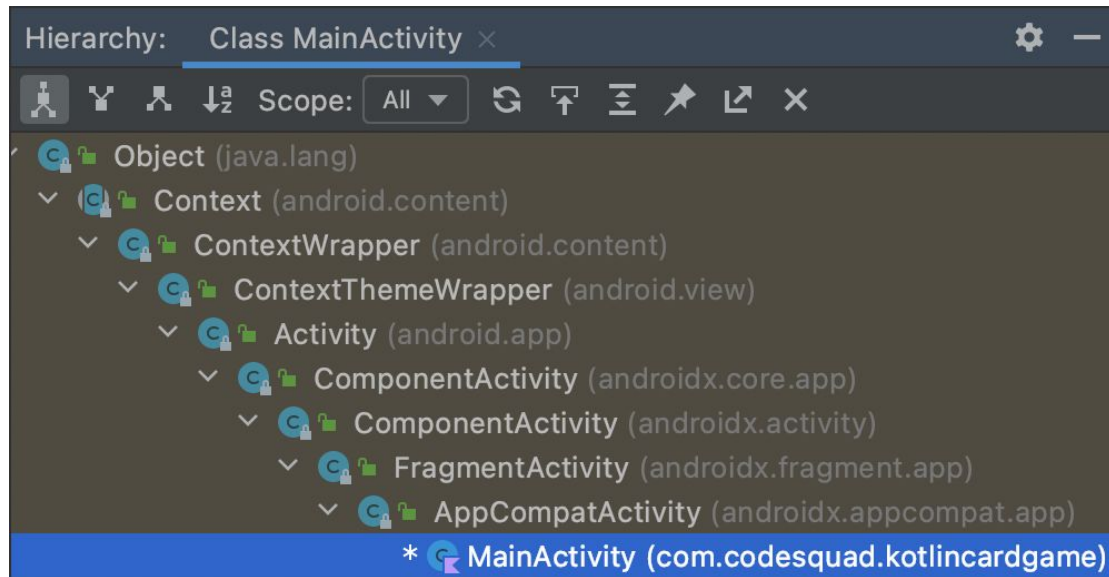 Hierarchy: Class MainActivity
Scope: All
Object (java.lang)
Context (android.content)
ContextWrapper (android.content)
ContextThemeWrapper (android.view)
Activity (android.app)
ComponentActivity (androidx.core.app)
ComponentActivity (androidx.activity)
FragmentActivity (androidx.fragment.app)
AppCompatActivity (androidx.appcompat.app)
* MainActivity (com.codesquad.kotlincardgame)